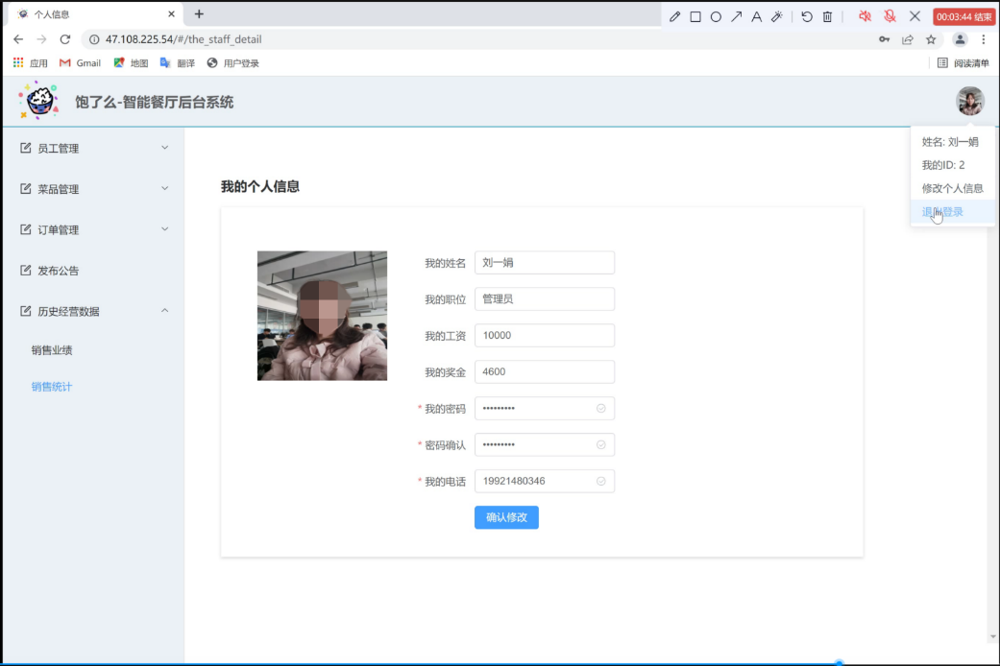 个人信息
00:03:44 结束
47.108.225.54/#/the_staff_detail
应用 Gmail 地图 翻译 用户登录 阅读清单
饱了么-智能餐厅后台系统
姓名: 刘一娟
我的ID: 2
修改个人信息
退出登录
员工管理
菜品管理
订单管理
发布公告
历史经营数据
销售业绩
销售统计
我的个人信息
我的姓名 刘一娟
我的职位 管理员
我的工资 10000
我的奖金 4600
* 我的密码 •••••••••
* 密码确认 •••••••••
* 我的电话 19921480346
确认修改